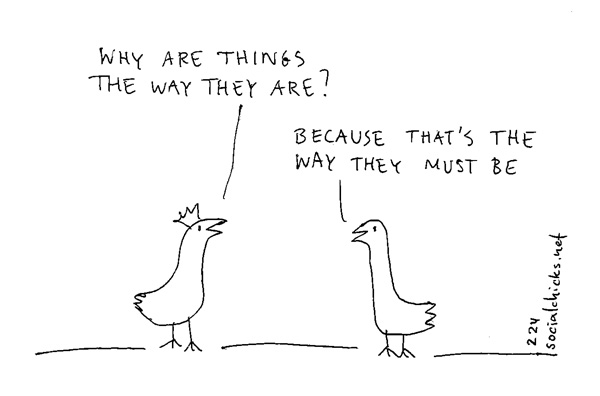 WHY ARE THINGS
THE WAY THEY ARE?
BECAUSE THAT'S THE
WAY THEY MUST BE
224
socialchicks.net